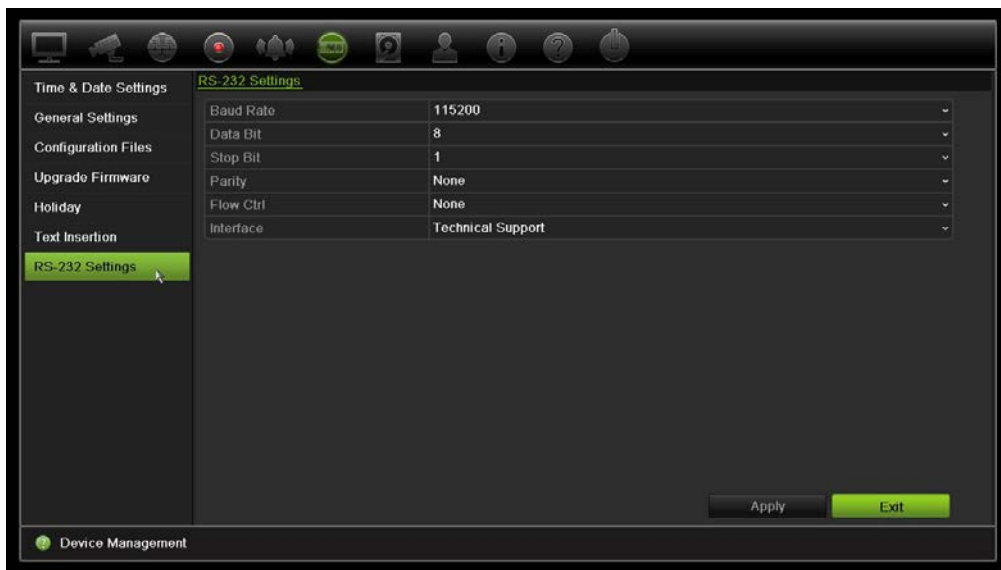 Time & Date Settings
General Settings
Configuration Files
Upgrade Firmware
Holiday
Text Insertion
RS-232 Settings
RS-232 Settings
Baud Rate 115200
Data Bit 8
Stop Bit 1
Parity None
Flow Ctrl None
Interface Technical Support
Apply Exit
Device Management